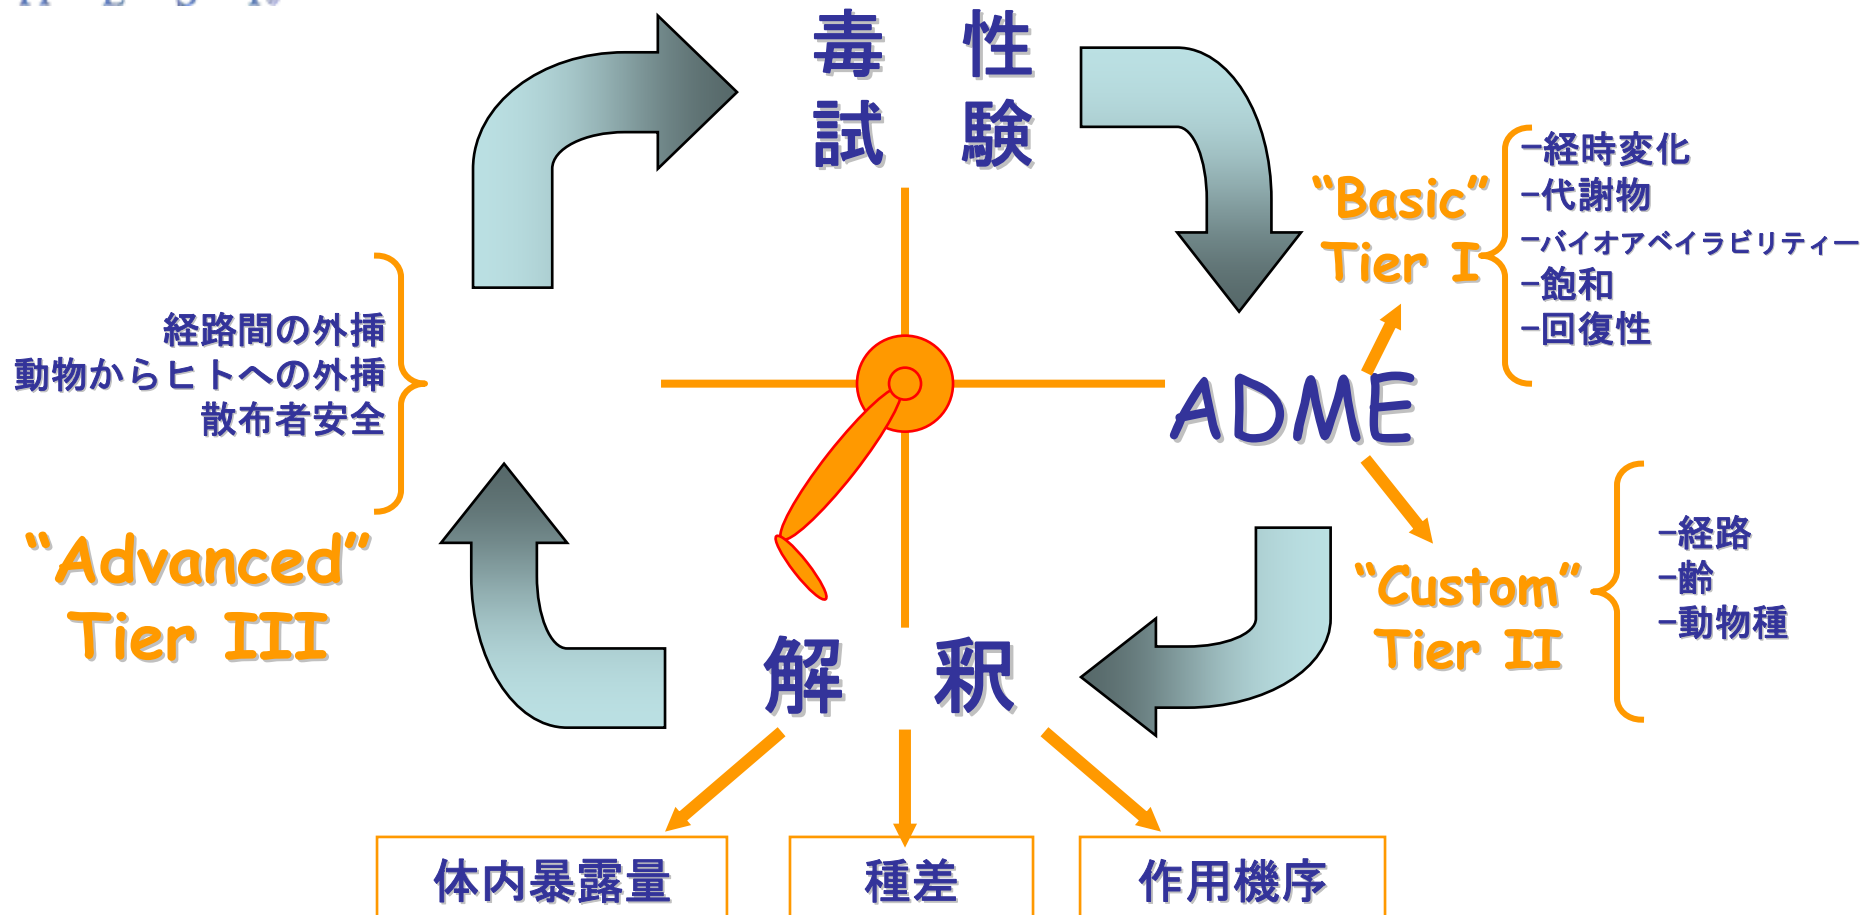 毒 性
試 験
“Basic”
Tier I
−経時変化
−代謝物
−バイオアベイラビリティー
−飽和
−回復性
経路間の外挿
動物からヒトへの外挿
散布者安全
ADME
“Advanced”
Tier III
“Custom”
Tier II
−経路
−齢
−動物種
解 釈
体内暴露量
種差
作用機序